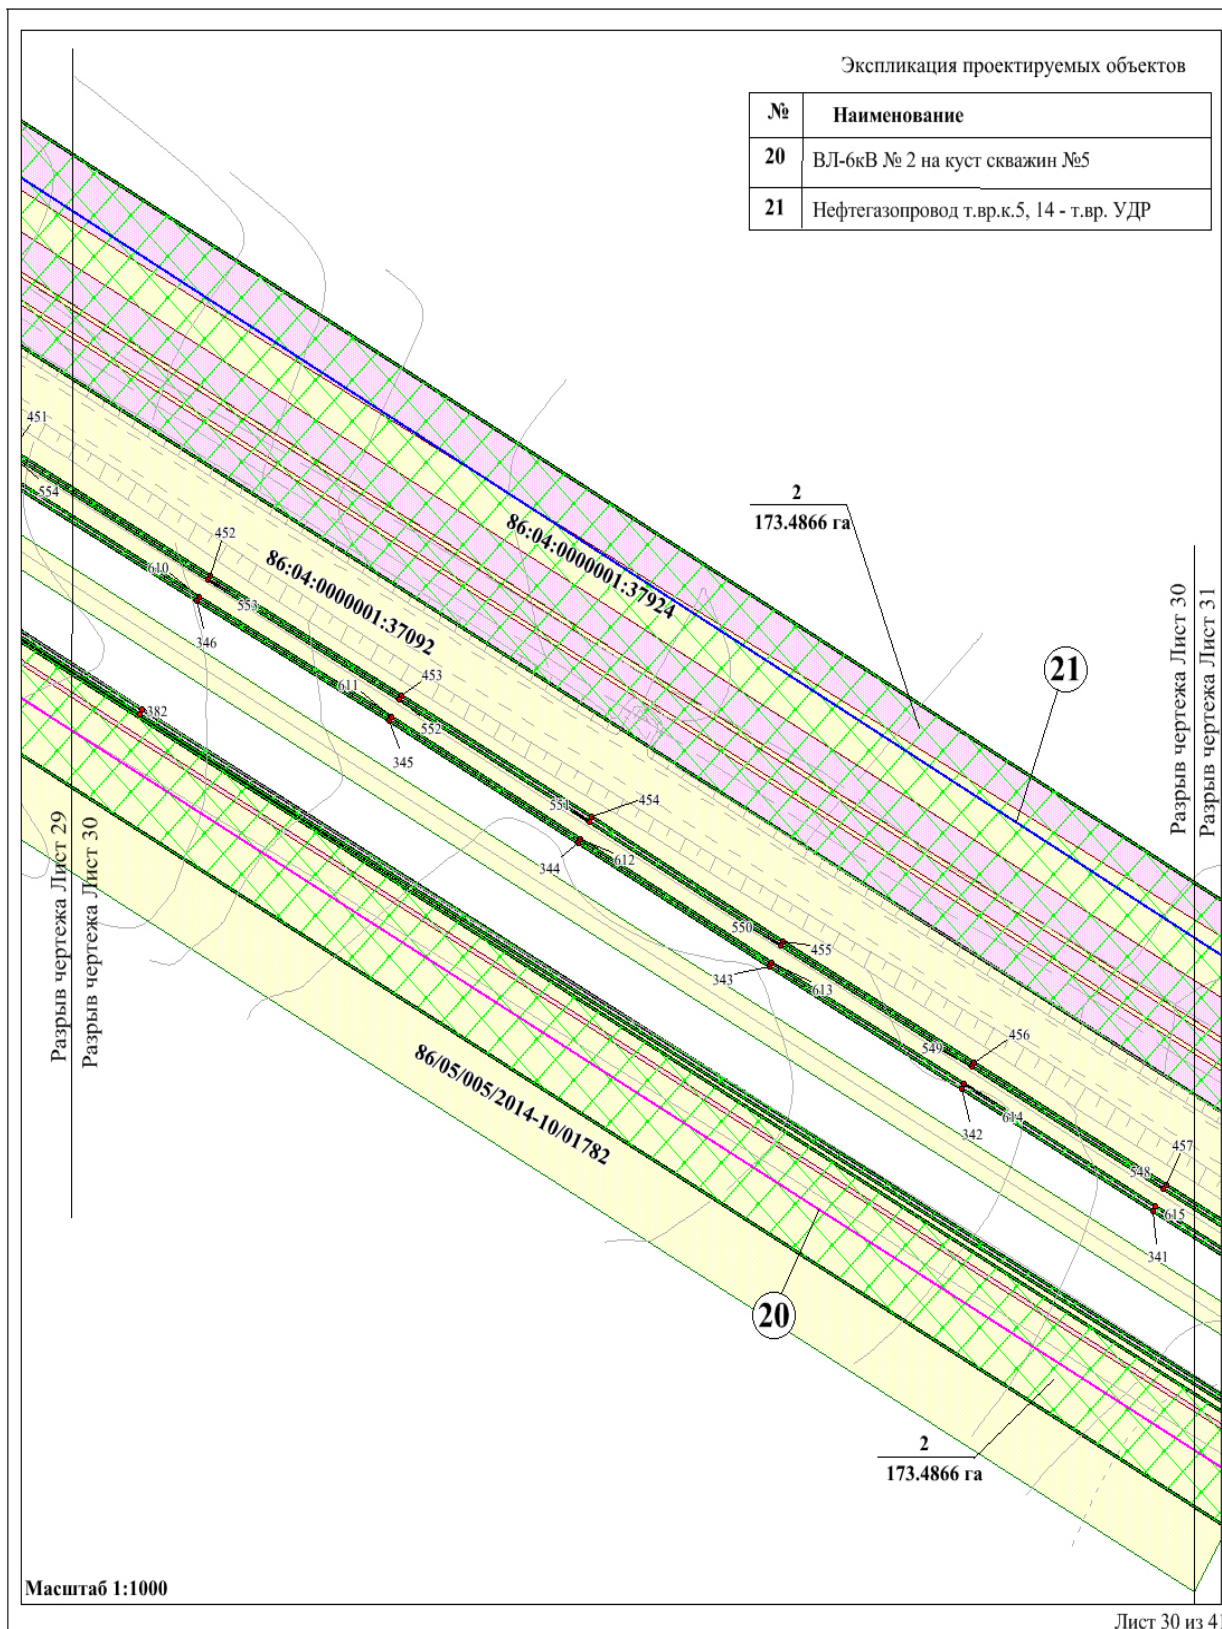 Экспликация проектируемых объектов
№ Наименование
20 ВЛ-6кВ № 2 на куст скважин №5
21 Нефтегазопровод т.вр.к.5, 14 - т.вр. УДР
451
554
2
173.4866 га
452
86:04:0000001:37924
610
553
86:04:0000001:37092
346
Разрыв чертежа Лист 30
Разрыв чертежа Лист 31
21
453
611
552
382
345
551
454
344
612
Разрыв чертежа Лист 29
Разрыв чертежа Лист 30
550
455
343
613
549
456
86/05/005/2014-10/01782
614
342
457
548
615
341
20
2
173.4866 га
Масштаб 1:1000
Лист 30 из 41